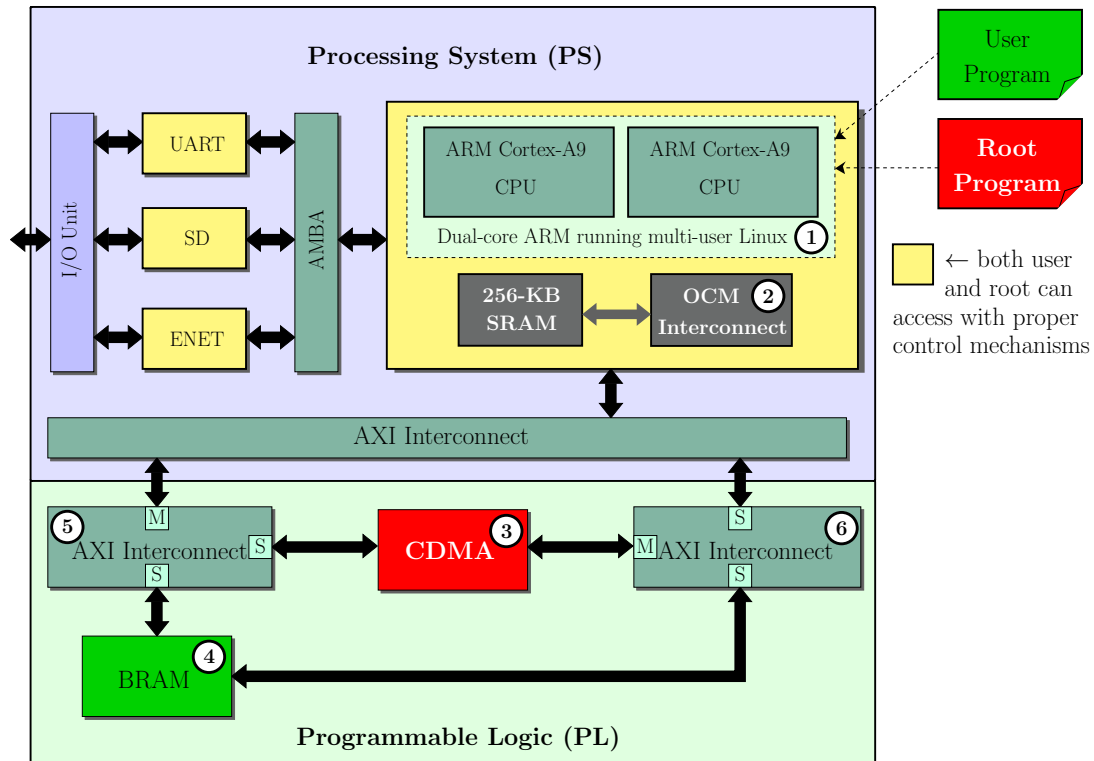 Processing System (PS)
User
Program
Root
Program
ARM Cortex-A9
CPU
ARM Cortex-A9
CPU
Dual-core ARM running multi-user Linux
1
256-KB
SRAM
OCM
Interconnect
2
I/O Unit
UART
SD
ENET
AMBA
← both user
and root can
access with proper
control mechanisms
AXI Interconnect
5
M
AXI Interconnect
S
S
CDMA
3
S
6
M
AXI Interconnect
S
BRAM
4
Programmable Logic (PL)